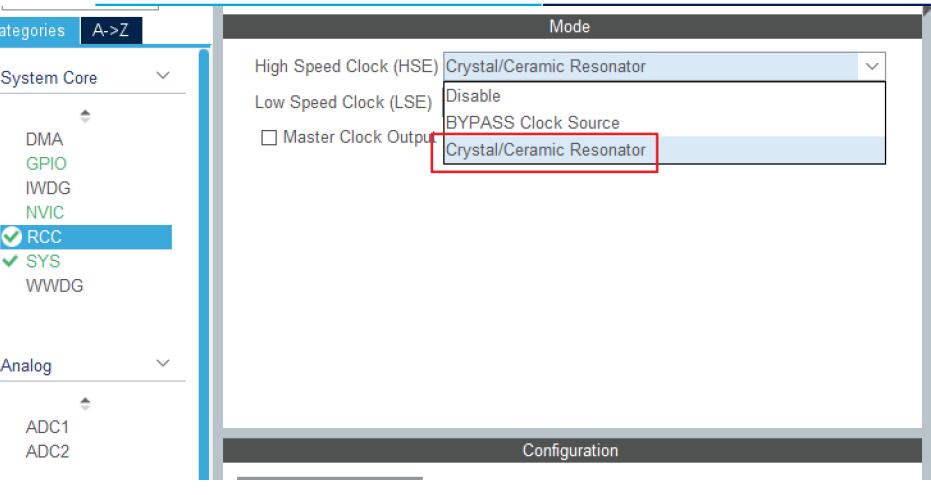 ategories A->Z
System Core
DMA
GPIO
IWDG
NVIC
RCC
SYS
WWDG
Analog
ADC1
ADC2
Mode
High Speed Clock (HSE) Crystal/Ceramic Resonator
Low Speed Clock (LSE)
Disable
BYPASS Clock Source
Master Clock Output
Crystal/Ceramic Resonator
Configuration